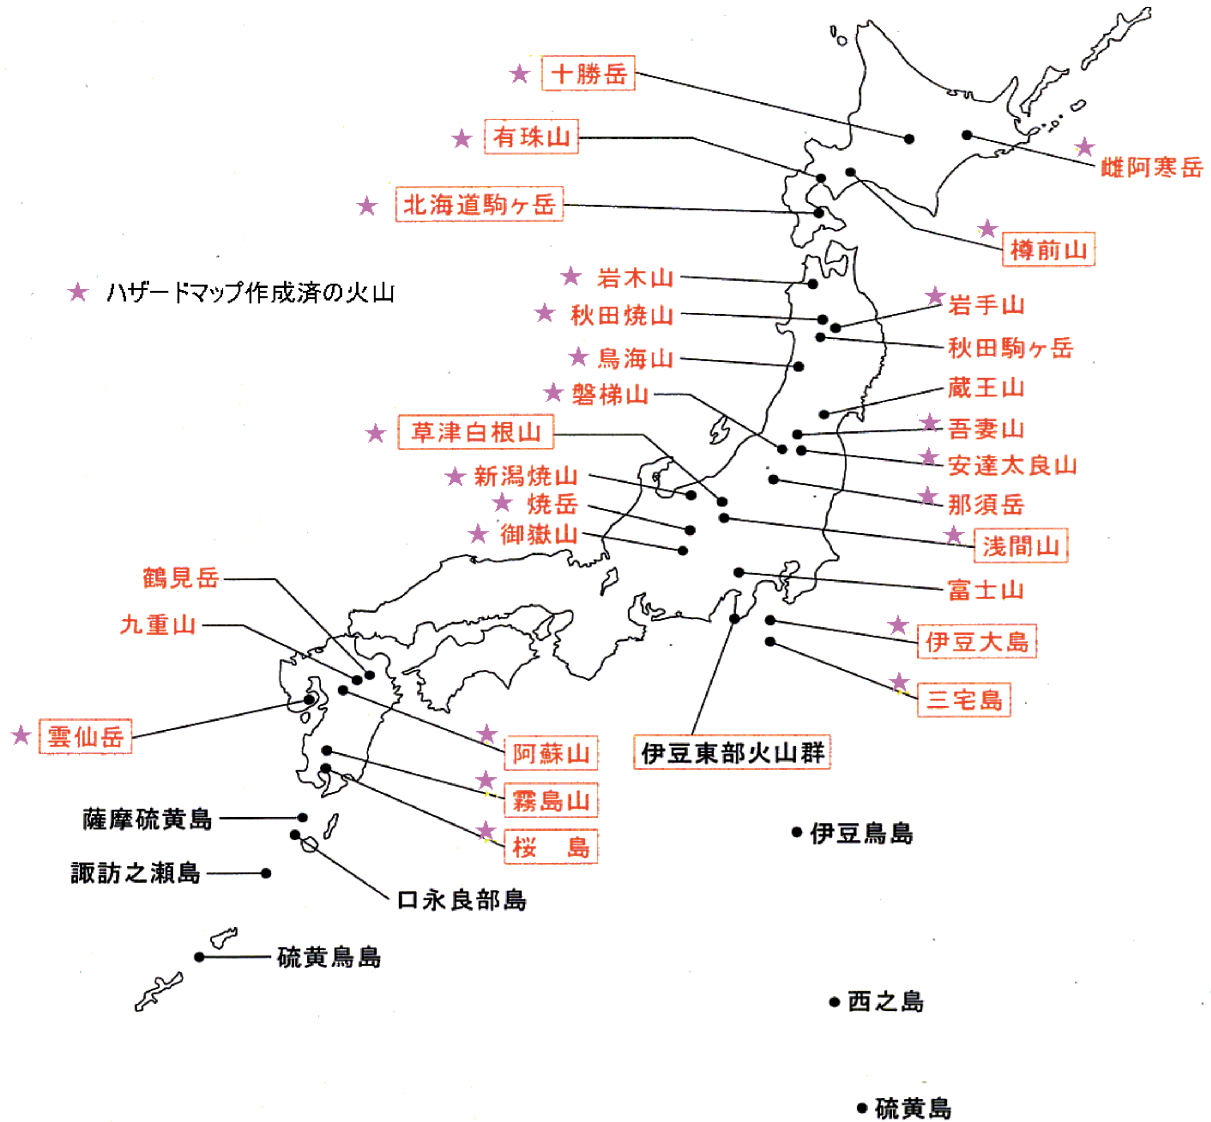 ★ 十勝岳
★ 有珠山
★ 雌阿寒岳
★ 北海道駒ヶ岳
★ 樽前山
★ 岩木山
★ ハザードマップ作成済の火山
★ 岩手山
★ 秋田焼山
秋田駒ヶ岳
★ 鳥海山
蔵王山
★ 磐梯山
★ 吾妻山
★ 草津白根山
★ 安達太良山
★ 新潟焼山
★ 那須岳
★ 焼岳
★ 御嶽山
★ 浅間山
鶴見岳
富士山
九重山
★ 伊豆大島
★ 三宅島
★ 雲仙岳
★ 阿蘇山
伊豆東部火山群
★ 霧島山
薩摩硫黄島
伊豆鳥島
★ 桜 島
諏訪之瀬島
口永良部島
硫黄鳥島
西之島
硫黄島